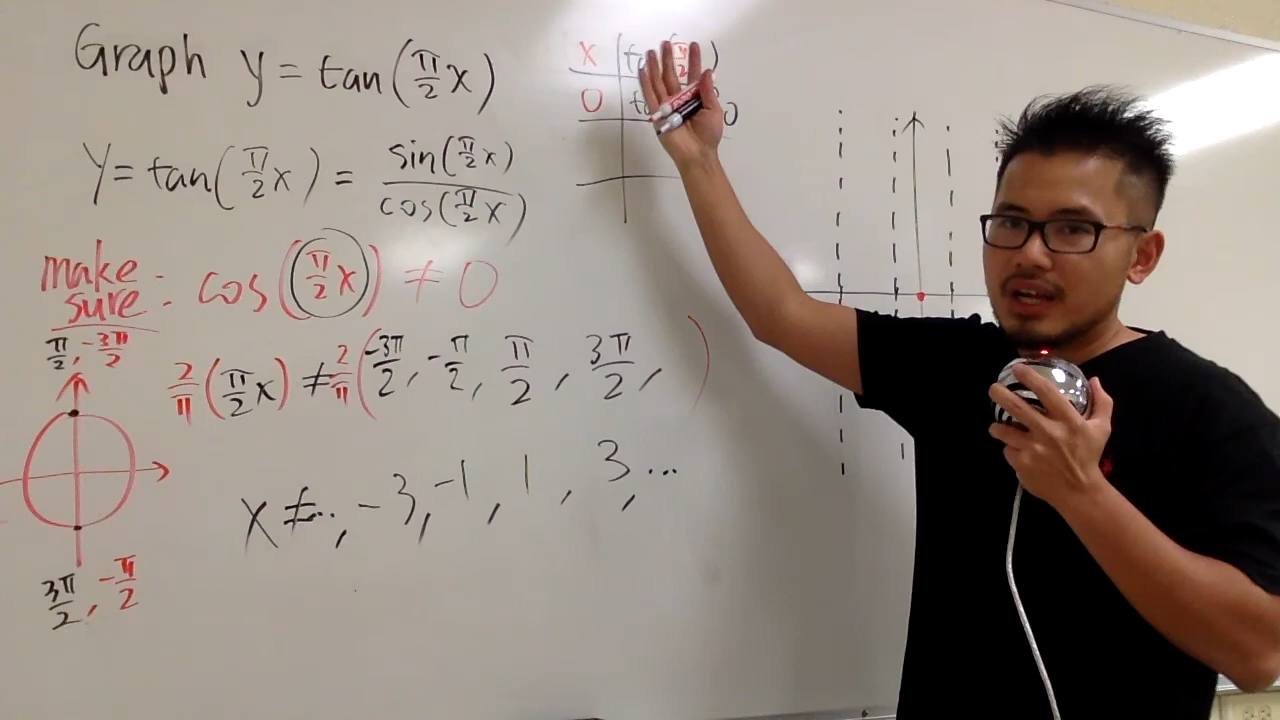 Graph y = tan(π/2 x)
y = tan(π/2 x) = sin(π/2 x) / cos(π/2 x)
make sure: cos(π/2 x) ≠ 0
π/2, -3π/2
2/π (π/2 x) ≠ 2/π (-3π/2, -π/2, π/2, 3π/2, )
x ≠ ..., -3, -1, 1, 3, ...
3π/2, -π/2
x
0 0